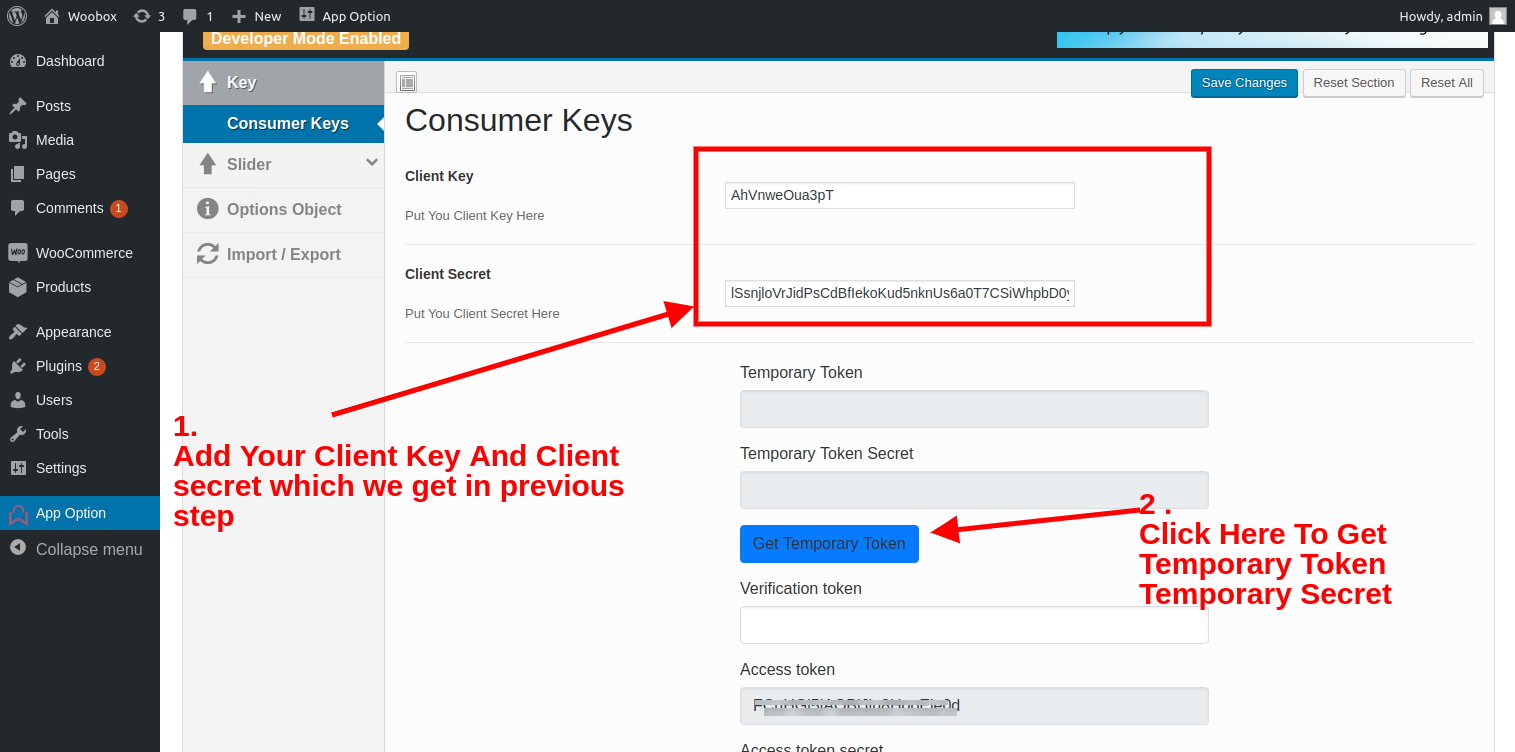 Woobox 3 1 New App Option Howdy, admin
Developer Mode Enabled
Dashboard
Posts
Media
Pages
Comments 1
WooCommerce
Products
Appearance
Plugins 2
Users
Tools
Settings
App Option
Collapse menu
Key
Consumer Keys
Slider
Options Object
Import / Export
Save Changes Reset Section Reset All
Consumer Keys
Client Key
Put You Client Key Here
AhVnweOua3pT
Client Secret
Put You Client Secret Here
Temporary Token
Temporary Token Secret
Get Temporary Token
Verification token
Access token
Access token secret
1.
Add Your Client Key And Client
secret which we get in previous
step
2 .
Click Here To Get
Temporary Token
Temporary Secret